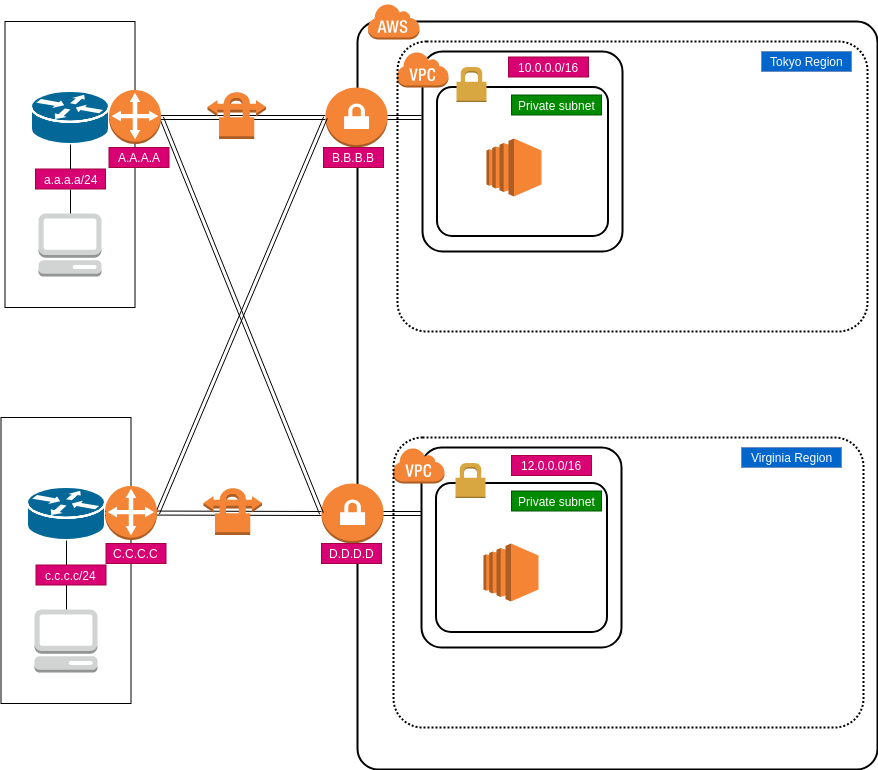 AWS
VPC
10.0.0.0/16
Tokyo Region
Private subnet
A.A.A.A
B.B.B.B
a.a.a.a/24
VPC
12.0.0.0/16
Virginia Region
Private subnet
C.C.C.C
D.D.D.D
c.c.c.c/24